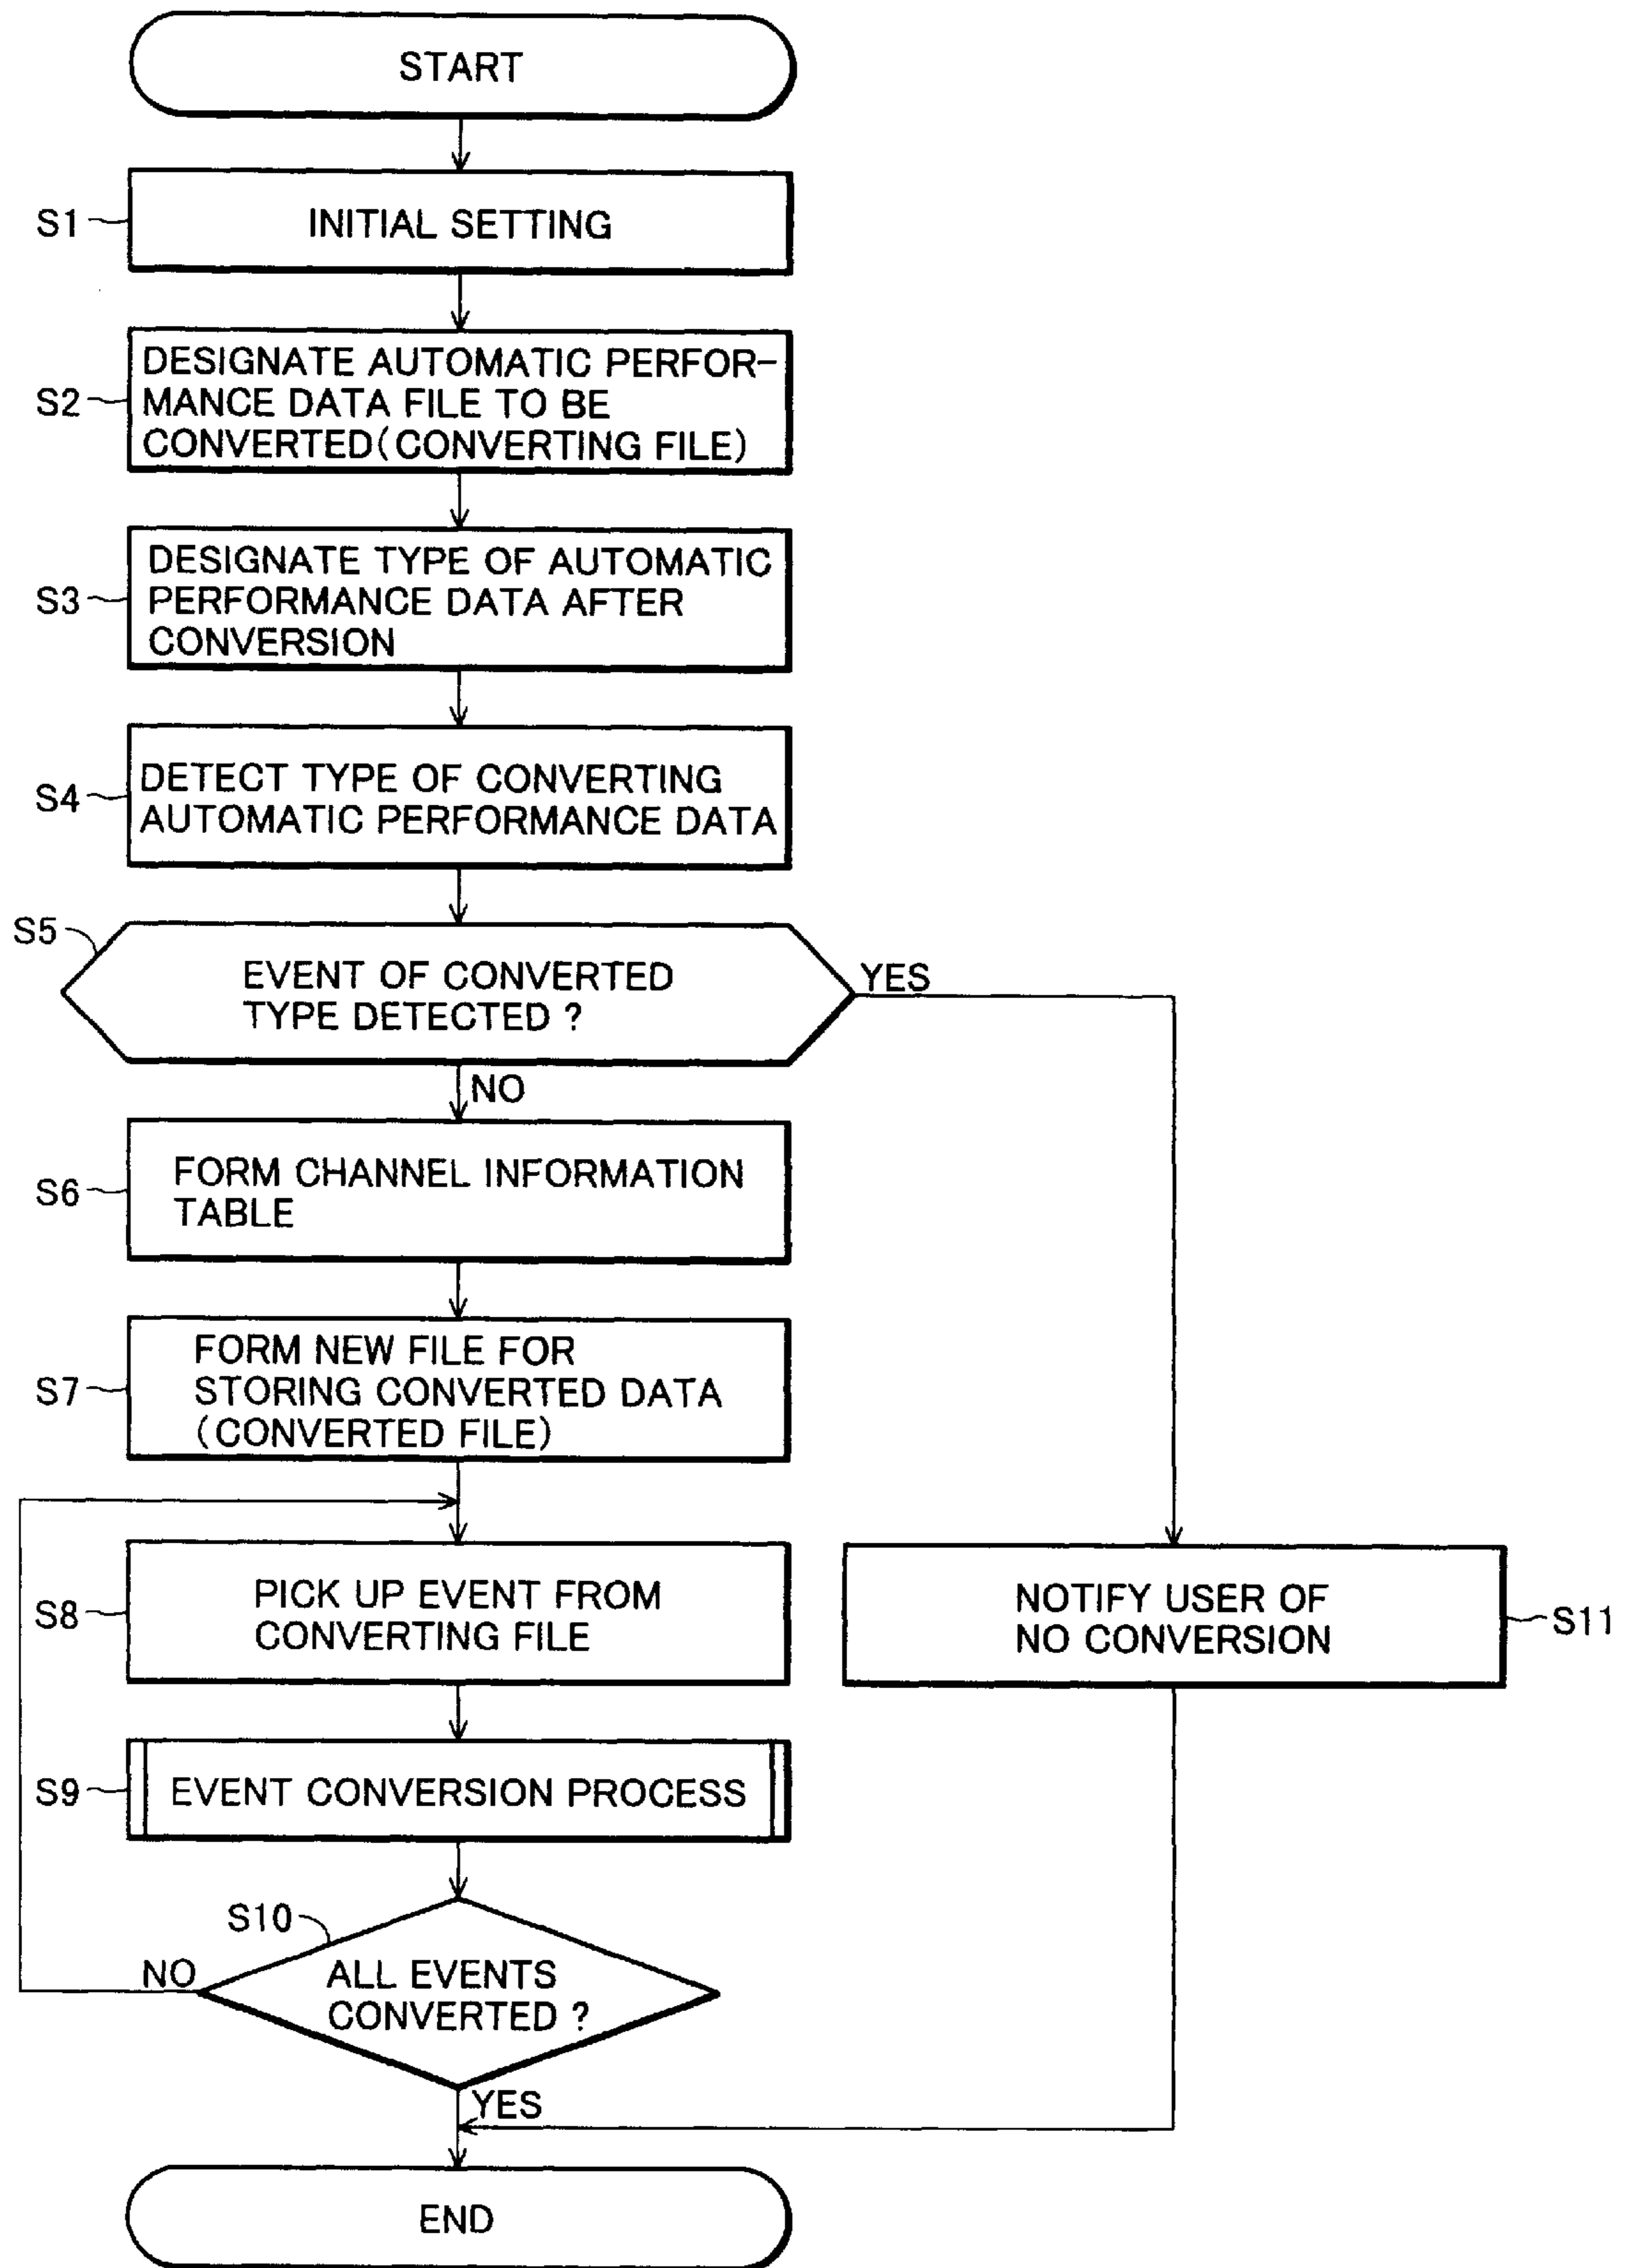 START
S1
INITIAL SETTING
S2
DESIGNATE AUTOMATIC PERFOR-
MANCE DATA FILE TO BE
CONVERTED(CONVERTING FILE)
S3
DESIGNATE TYPE OF AUTOMATIC
PERFORMANCE DATA AFTER
CONVERSION
S4
DETECT TYPE OF CONVERTING
AUTOMATIC PERFORMANCE DATA
S5
EVENT OF CONVERTED
TYPE DETECTED ?
YES
NO
S6
FORM CHANNEL INFORMATION
TABLE
S7
FORM NEW FILE FOR
STORING CONVERTED DATA
(CONVERTED FILE)
S8
PICK UP EVENT FROM
CONVERTING FILE
NOTIFY USER OF
NO CONVERSION
S11
S9
EVENT CONVERSION PROCESS
S10
NO
ALL EVENTS
CONVERTED ?
YES
END